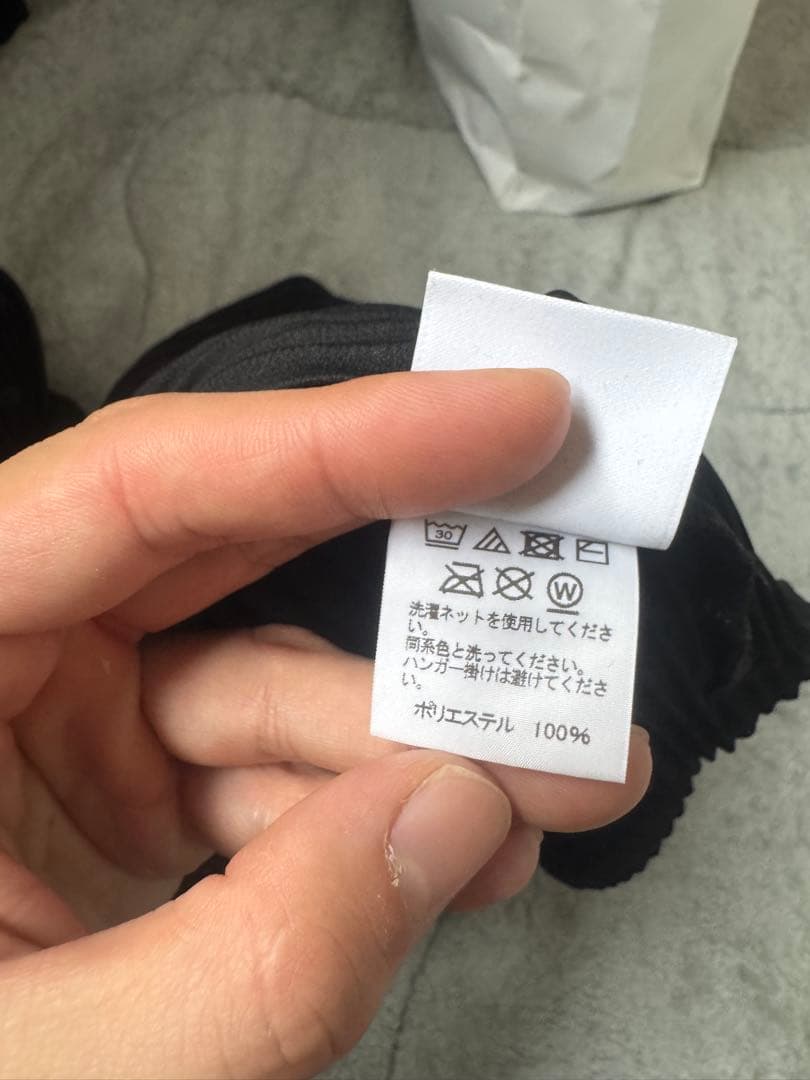 30
W
洗濯ネットを使用してくださ
い。
同系色と洗ってください。
ハンガー掛けは避けてくださ
い。
ポリエステル 100%